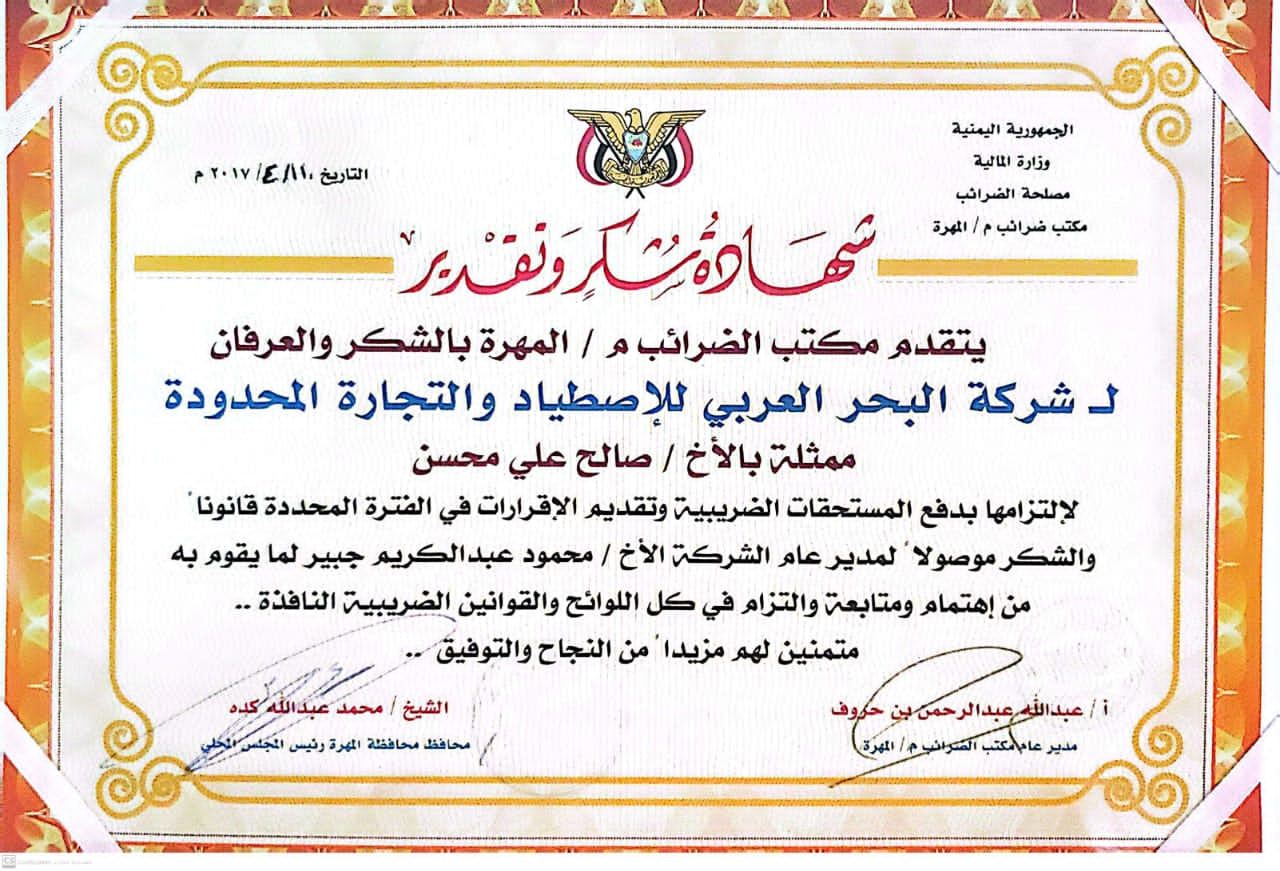 الجمهورية اليمنية
وزارة المالية
مصلحة الضرائب
مكتب ضرائب م / المهرة
التاريخ ١١ / ٤ / ٢٠١٧ م
شهادة شكر وتقدير
يتقدم مكتب الضرائب م / المهرة بالشكر والعرفان
لـ شركة البحر العربي للإصطياد والتجارة المحدودة
ممثلة بالأخ / صالح علي محسن
لإلتزامها بدفع المستحقات الضريبية وتقديم الإقرارات في الفترة المحددة قانوناً
والشكر موصولاً لمدير عام الشركة الأخ / محمود عبدالكريم جبير لما يقوم به
من إهتمام ومتابعة والتزام في كل اللوائح والقوانين الضريبية النافذة ..
متمنين لهم مزيداً من النجاح والتوفيق ..
أ / عبدالله عبدالرحمن بن حروف
مدير عام مكتب الضرائب م / المهرة
الشيخ / محمد عبدالله كده
محافظ محافظة المهرة رئيس المجلس المحلي
CS